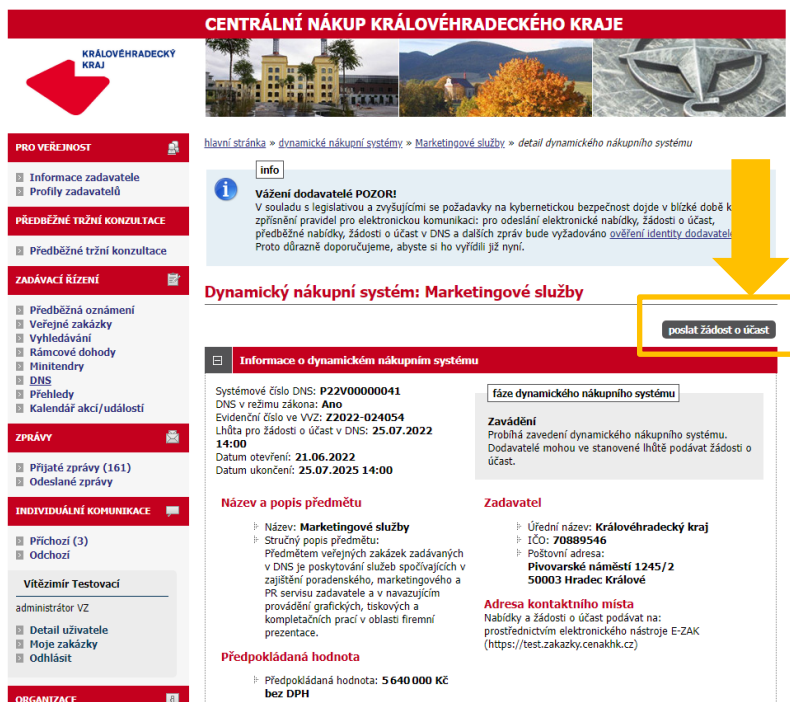 CENTRÁLNÍ NÁKUP KRÁLOVÉHRADECKÉHO KRAJE
KRÁLOVÉHRADECKÝ
KRAJ
PRO VEŘEJNOST
Informace zadavatele
Profily zadavatelů
PŘEDBĚŽNÉ TRŽNÍ KONZULTACE
Předběžné tržní konzultace
ZADÁVACÍ ŘÍZENÍ
Předběžná oznámení
Veřejné zakázky
Vyhledávání
Rámcové dohody
Minitendry
DNS
Přehledy
Kalendář akcí/událostí
ZPRÁVY
Přijaté zprávy (161)
Odeslané zprávy
INDIVIDUÁLNÍ KOMUNIKACE
Příchozí (3)
Odchozí
Vítězimír Testovací
administrátor VZ
Detail uživatele
Moje zakázky
Odhlásit
ORGANIZACE
hlavní stránka » dynamické nákupní systémy » Marketingové služby » detail dynamického nákupního systému
info
Vážení dodavatelé POZOR!
V souladu s legislativou a zvyšujícími se požadavky na kybernetickou bezpečnost dojde v blízké době k
zpřísnění pravidel pro elektronickou komunikaci: pro odeslání elektronické nabídky, žádosti o účast,
předběžné nabídky, žádosti o účast v DNS a dalších zpráv bude vyžadováno ověření identity dodavatele
Proto důrazně doporučujeme, abyste si ho vyřídili již nyní.
Dynamický nákupní systém: Marketingové služby
poslat žádost o účast
Informace o dynamickém nákupním systému
Systémové číslo DNS: P22V00000041
DNS v režimu zákona: Ano
Evidenční číslo ve VVZ: Z2022-024054
Lhůta pro žádosti o účast v DNS: 25.07.2022
14:00
Datum otevření: 21.06.2022
Datum ukončení: 25.07.2025 14:00
fáze dynamického nákupního systému
Zavádění
Probíhá zavedení dynamického nákupního systému.
Dodavatelé mohou ve stanovené lhůtě podávat žádosti o
účast.
Název a popis předmětu
Název: Marketingové služby
Stručný popis předmětu:
Předmětem veřejných zakázek zadávaných
v DNS je poskytování služeb spočívajících v
zajištění poradenského, marketingového a
PR servisu zadavatele a v navazujícím
provádění grafických, tiskových a
kompletačních prací v oblasti firemní
prezentace.
Předpokládaná hodnota
Předpokládaná hodnota: 5 640 000 Kč
bez DPH
Zadavatel
Úřední název: Královéhradecký kraj
IČO: 70889546
Poštovní adresa:
Pivovarské náměstí 1245/2
50003 Hradec Králové
Adresa kontaktního místa
Nabídky a žádosti o účast podávat na:
prostřednictvím elektronického nástroje E-ZAK
(https://test.zakazky.cenakhk.cz)